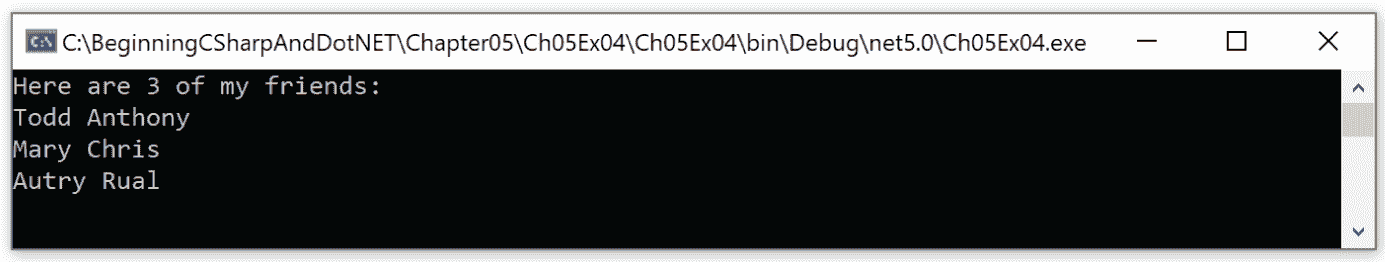 C:\BeginningCSharpAndDotNET\Chapter05\Ch05Ex04\Ch05Ex04\bin\Debug\net5.0\Ch05Ex04.exe
Here are 3 of my friends:
Todd Anthony
Mary Chris
Autry Rual